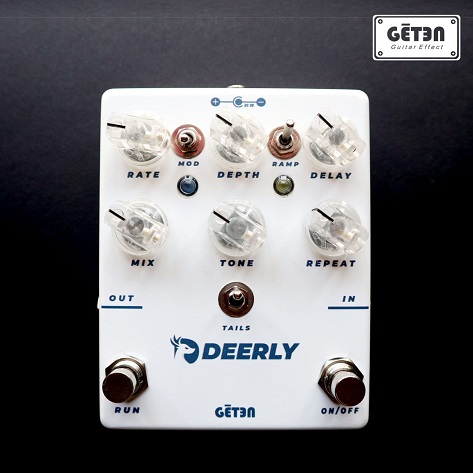 GĒTƎN
Guitar Effect
RATE MOD DEPTH RAMP DELAY
MIX TONE REPEAT
OUT IN
TAILS
DEERLY
RUN GĒTƎN ON/OFF